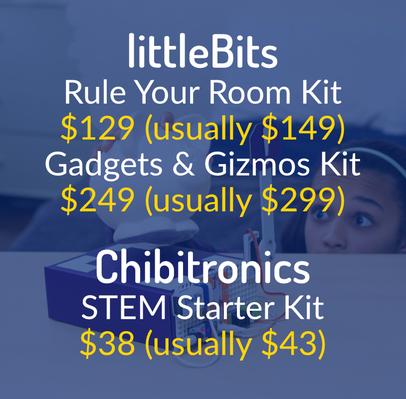 littleBits
Rule Your Room Kit
$129 (usually $149)
Gadgets & Gizmos Kit
$249 (usually $299)
Chibitronics
STEM Starter Kit
$38 (usually $43)